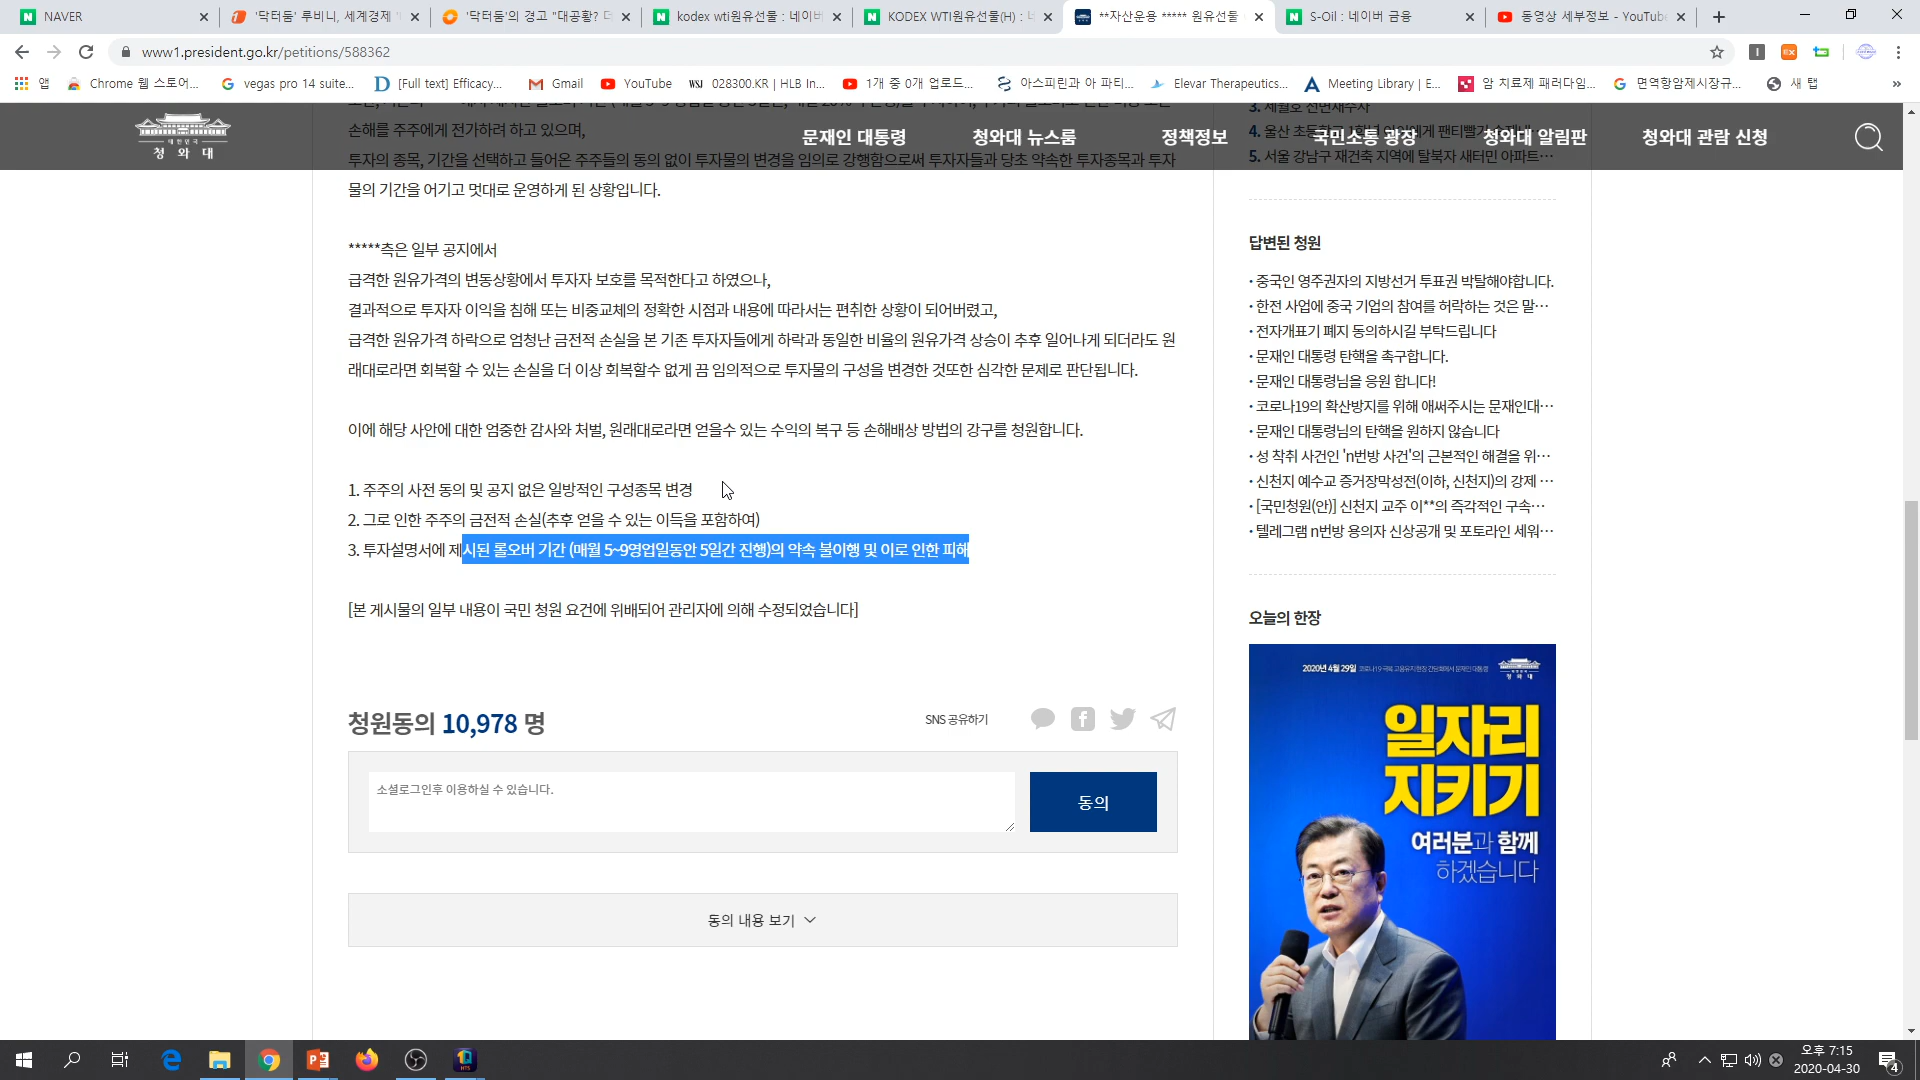 NAVER
'닥터둠' 루비니, 세계경제 '
'닥터둠'의 경고 "대공황? 더
kodex wti원유선물 : 네이버
KODEX WTI원유선물(H) : 네
**자산운용 ***** 원유선물
S-Oil : 네이버 금융
동영상 세부정보 - YouTube
www1.president.go.kr/petitions/588362
앱
Chrome 웹 스토어...
vegas pro 14 suite...
[Full text] Efficacy...
Gmail
YouTube
WSJ 028300.KR | HLB In...
1개 중 0개 업로드...
아스피린과 아 파티...
Elevar Therapeutics...
Meeting Library | E...
암 치료제 패러다임...
면역항암제시장규...
새 탭
청와대
문재인 대통령
청와대 뉴스룸
정책정보
국민소통 광장
청와대 알림판
청와대 관람 신청
손해를 주주에게 전가하려 하고 있으며,
투자의 종목, 기간을 선택하고 들어온 주주들의 동의 없이 투자물의 변경을 임의로 강행함으로써 투자자들과 당초 약속한 투자종목과 투자
물의 기간을 어기고 멋대로 운영하게 된 상황입니다.
*****측은 일부 공지에서
급격한 원유가격의 변동상황에서 투자자 보호를 목적한다고 하였으나,
결과적으로 투자자 이익을 침해 또는 비중교체의 정확한 시점과 내용에 따라서는 편취한 상황이 되어버렸고,
급격한 원유가격 하락으로 엄청난 금전적 손실을 본 기존 투자자들에게 하락과 동일한 비율의 원유가격 상승이 추후 일어나게 되더라도 원
래대로라면 회복할 수 있는 손실을 더 이상 회복할수 없게 끔 임의적으로 투자물의 구성을 변경한 것또한 심각한 문제로 판단됩니다.
이에 해당 사안에 대한 엄중한 감사와 처벌, 원래대로라면 얻을수 있는 수익의 복구 등 손해배상 방법의 강구를 청원합니다.
1. 주주의 사전 동의 및 공지 없은 일방적인 구성종목 변경
2. 그로 인한 주주의 금전적 손실(추후 얻을 수 있는 이득을 포함하여)
3. 투자설명서에 제시된 롤오버 기간 (매월 5~9영업일동안 5일간 진행)의 약속 불이행 및 이로 인한 피해
[본 게시물의 일부 내용이 국민 청원 요건에 위배되어 관리자에 의해 수정되었습니다]
청원동의 10,978 명
SNS 공유하기
소셜로그인후 이용하실 수 있습니다.
동의
동의 내용 보기
3. 세월호 전면재수사
5. 서울 강남구 재건축 지역에 탈북자 새터민 아파트…
답변된 청원
· 중국인 영주권자의 지방선거 투표권 박탈해야합니다.
· 한전 사업에 중국 기업의 참여를 허락하는 것은 말…
· 전자개표기 폐지 동의하시길 부탁드립니다
· 문재인 대통령 탄핵을 촉구합니다.
· 문재인 대통령님을 응원 합니다!
· 코로나19의 확산방지를 위해 애써주시는 문재인대…
· 문재인 대통령님의 탄핵을 원하지 않습니다
· 성 착취 사건인 'n번방 사건'의 근본적인 해결을 위…
· 신천지 예수교 증거장막성전(이하, 신천지)의 강제 …
· [국민청원(안)] 신천지 교주 이**의 즉각적인 구속…
· 텔레그램 n번방 용의자 신상공개 및 포토라인 세워…
오늘의 한장
2020년 4월 29일
청와대
일자리
지키기
여러분과 함께
하겠습니다
오후 7:15
2020-04-30
4